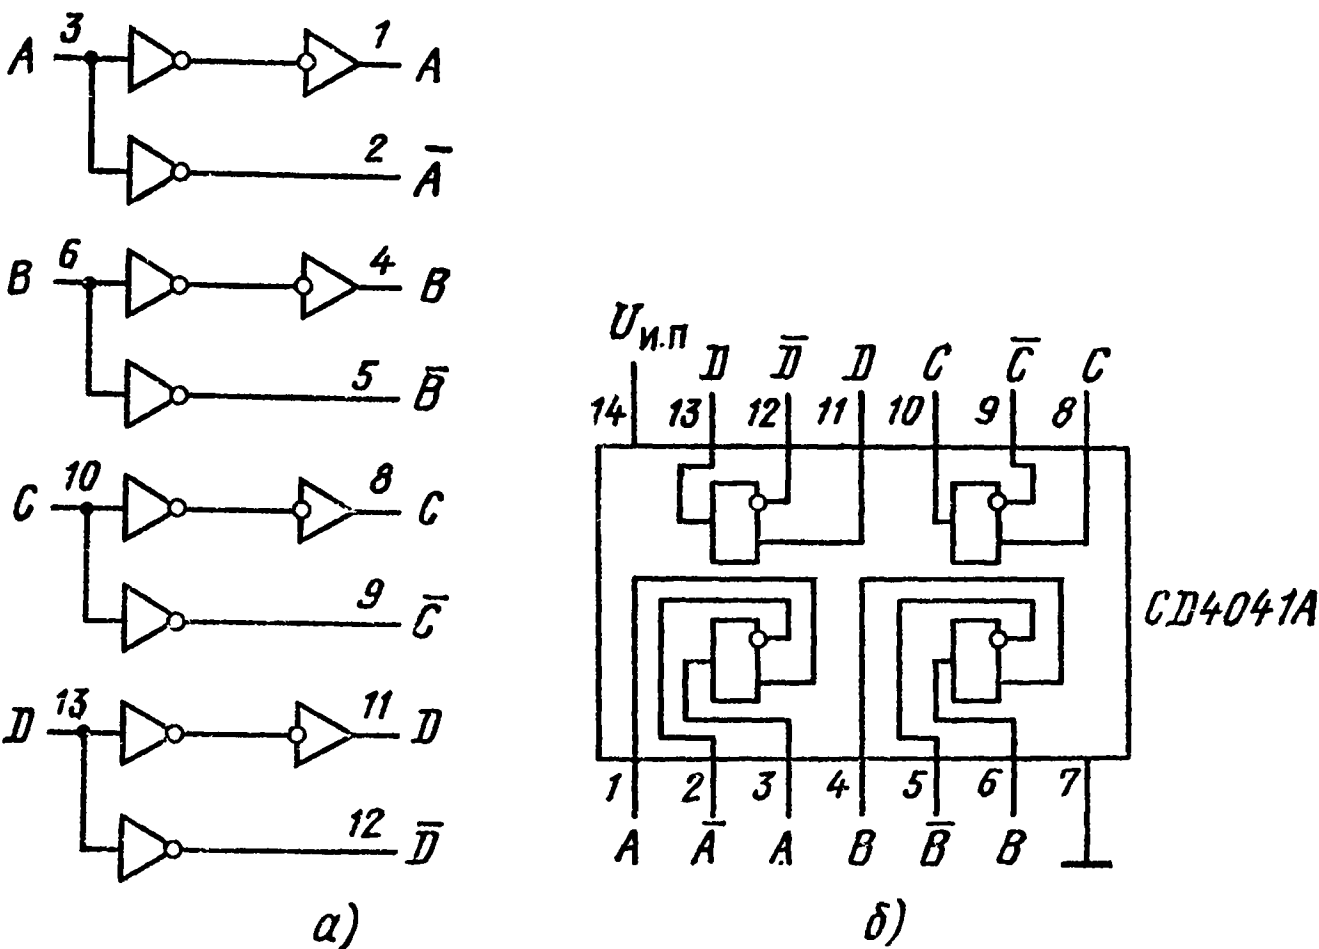 A 3 1 A
2 A̅
B 6 4 B
5 B̅
C 10 8 C
9 C̅
D 13 11 D
12 D̅
а)
Uи.п D D̅ D C C̅ C
14 13 12 11 10 9 8
CD4041A
1 2 3 4 5 6 7
A A̅ A B B̅ B
б)